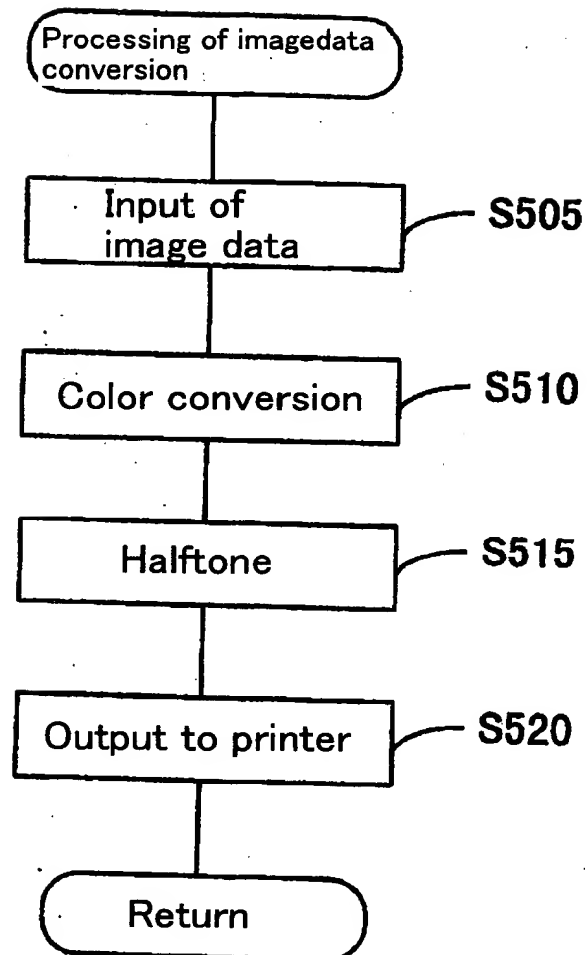 Processing of imagedata
conversion
Input of
image data
S505
Color conversion
S510
Halftone
S515
Output to printer
S520
Return